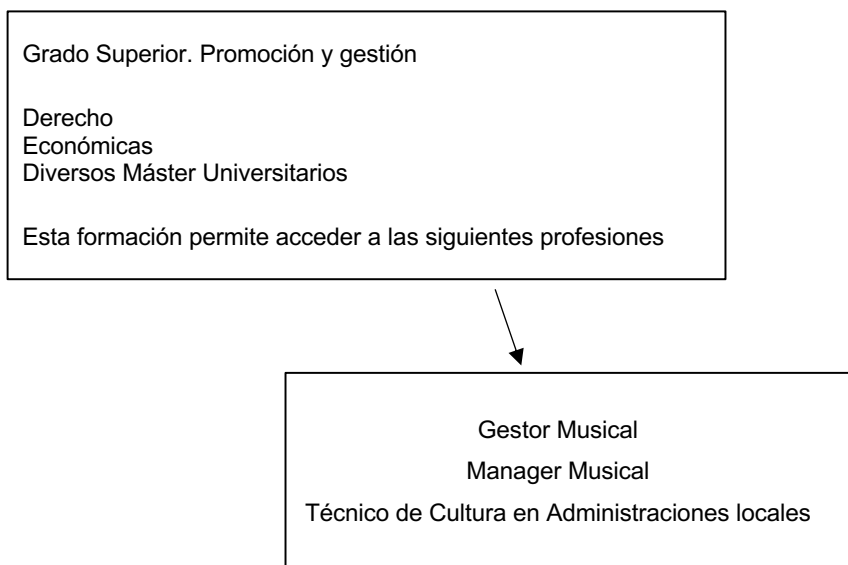 Grado Superior. Promoción y gestión
Derecho
Económicas
Diversos Máster Universitarios
Esta formación permite acceder a las siguientes profesiones
Gestor Musical
Manager Musical
Técnico de Cultura en Administraciones locales